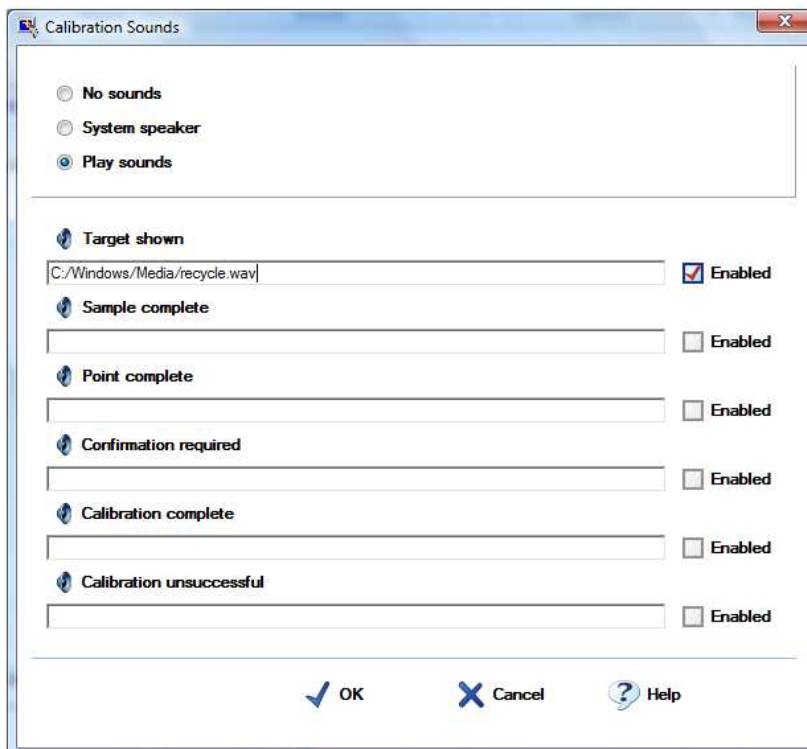 Calibration Sounds
No sounds
System speaker
Play sounds
Target shown
C:/Windows/Media/recycle.wav
Enabled
Sample complete
Enabled
Point complete
Enabled
Confirmation required
Enabled
Calibration complete
Enabled
Calibration unsuccessful
Enabled
OK Cancel Help